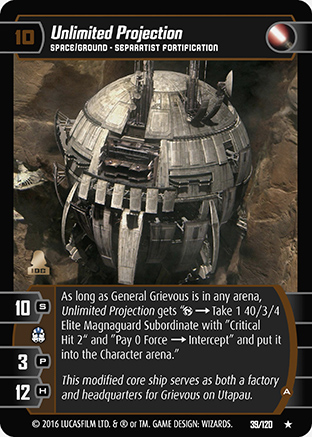 10 Unlimited Projection
SPACE/GROUND - SEPARATIST FORTIFICATION
190
10 S
3 P
12 H
As long as General Grievous is in any arena,
Unlimited Projection gets "→ Take 1 40/3/4
Elite Magnaguard Subordinate with "Critical
Hit 2" and "Pay 0 Force → Intercept" and put it
into the Character arena."
This modified core ship serves as both a factory
and headquarters for Grievous on Utapau.
A
© 2016 LUCASFILM LTD. & ® or TM. GAME DESIGN: WIZARDS. 39/120 ★